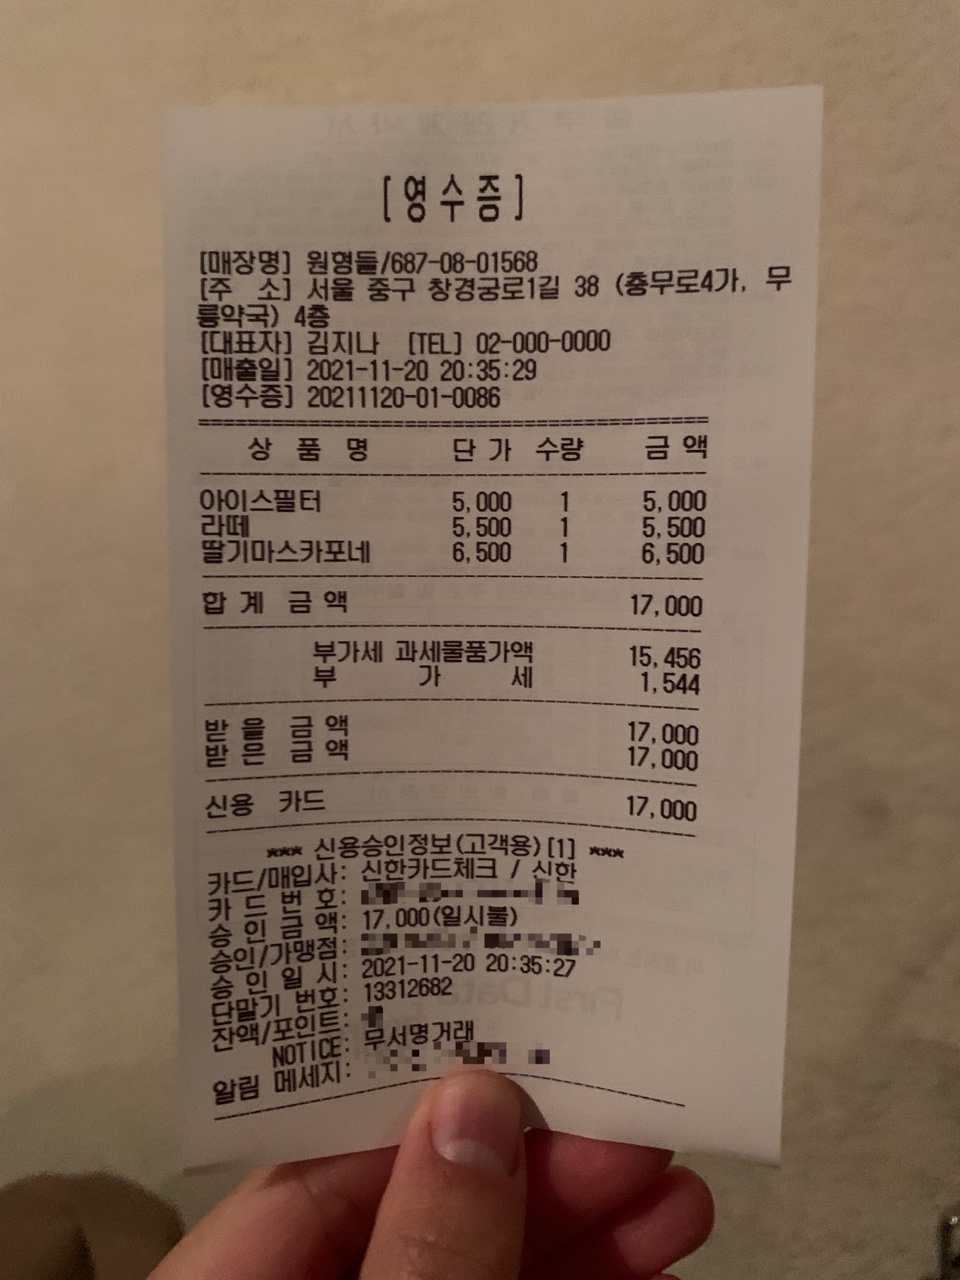 [영수증]
[매장명] 원형들/687-08-01568
[주 소] 서울 중구 창경궁로1길 38 (충무로4가, 무
릉약국) 4층
[대표자] 김지나 [TEL] 02-000-0000
[매출일] 2021-11-20 20:35:29
[영수증] 20211120-01-0086
상 품 명 단 가 수량 금 액
아이스필터 5,000 1 5,000
라떼 5,500 1 5,500
딸기마스카포네 6,500 1 6,500
합 계 금 액 17,000
부가세 과세물품가액 15,456
부 가 세 1,544
받 을 금 액 17,000
받 은 금 액 17,000
신용 카드 17,000
*** 신용승인정보(고객용)[1] ***
카드/매입사: 신한카드체크 / 신한
카 드 번 호:
승 인 금 액: 17,000(일시불)
승인/가맹점:
승 인 일 시: 2021-11-20 20:35:27
단말기 번호: 13312682
잔액/포인트:
NOTICE: 무서명거래
알림 메세지: